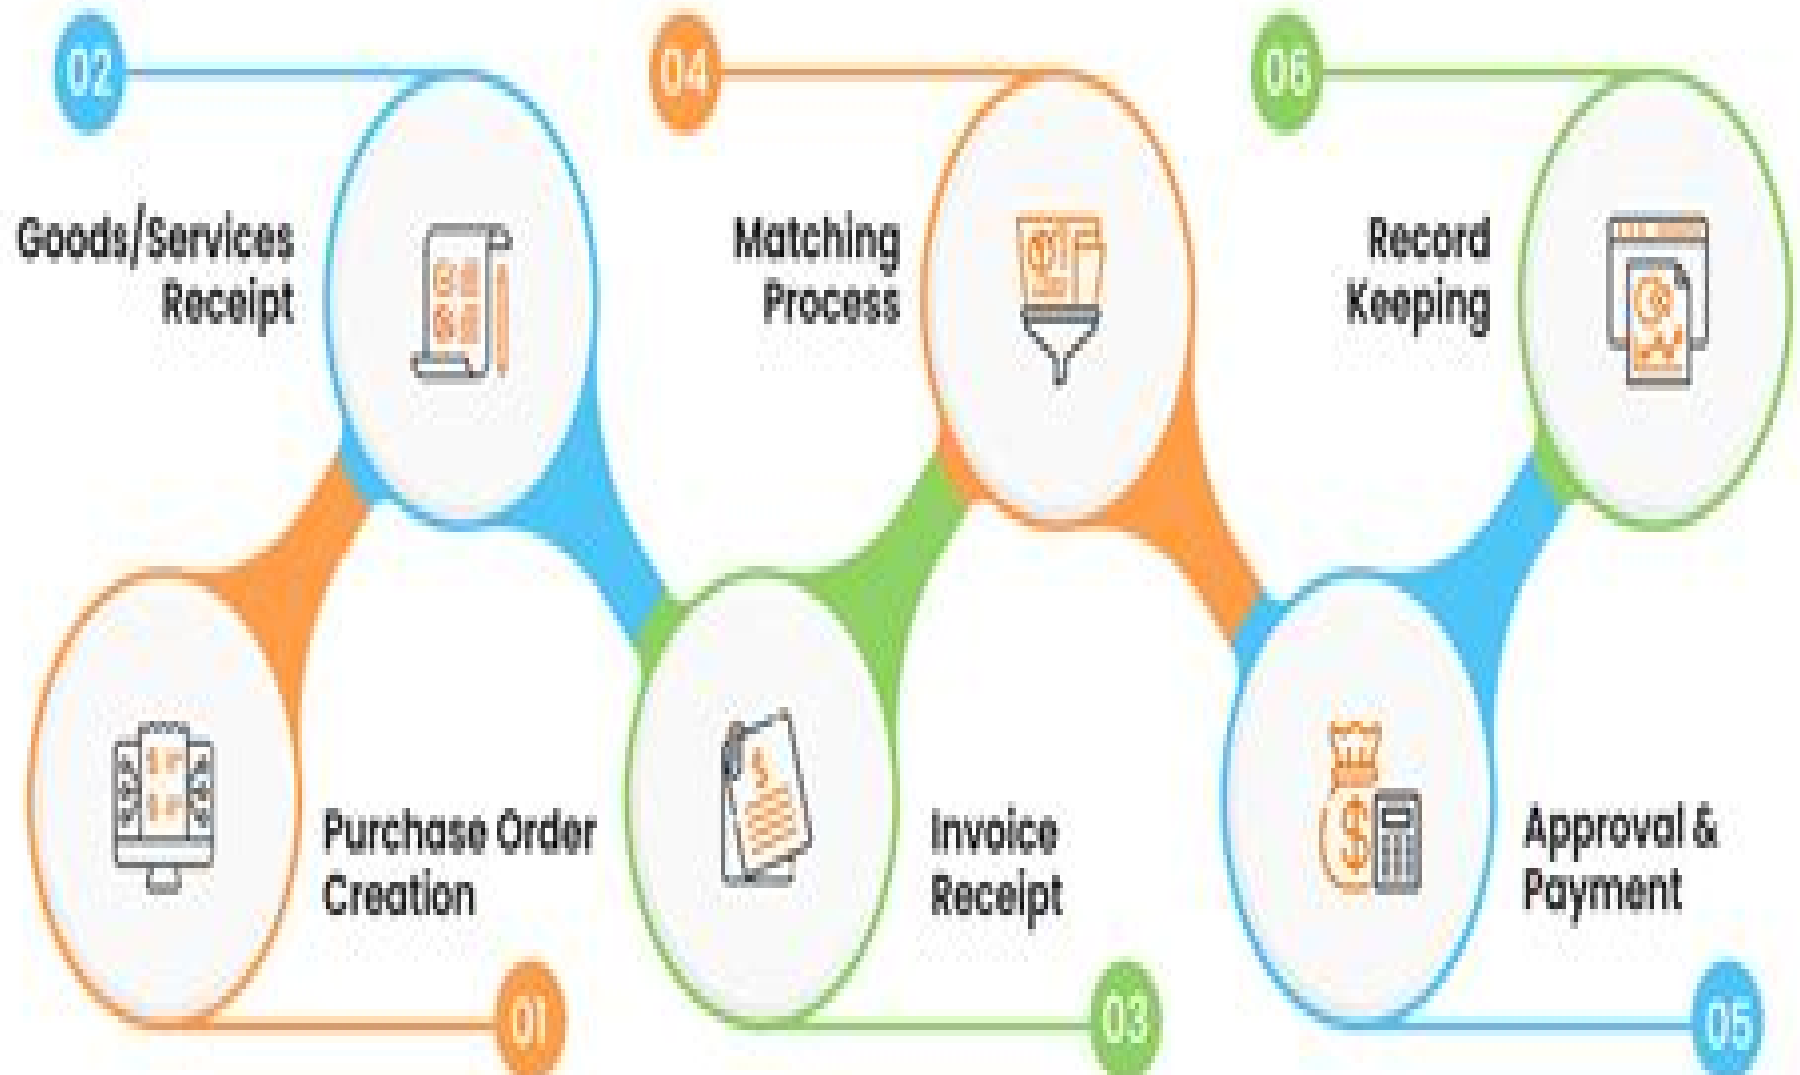 02
Goods/Services
Receipt
04
Matching
Process
06
Record
Keeping
Purchase Order
Creation
01
Invoice
Receipt
03
Approval &
Payment
05